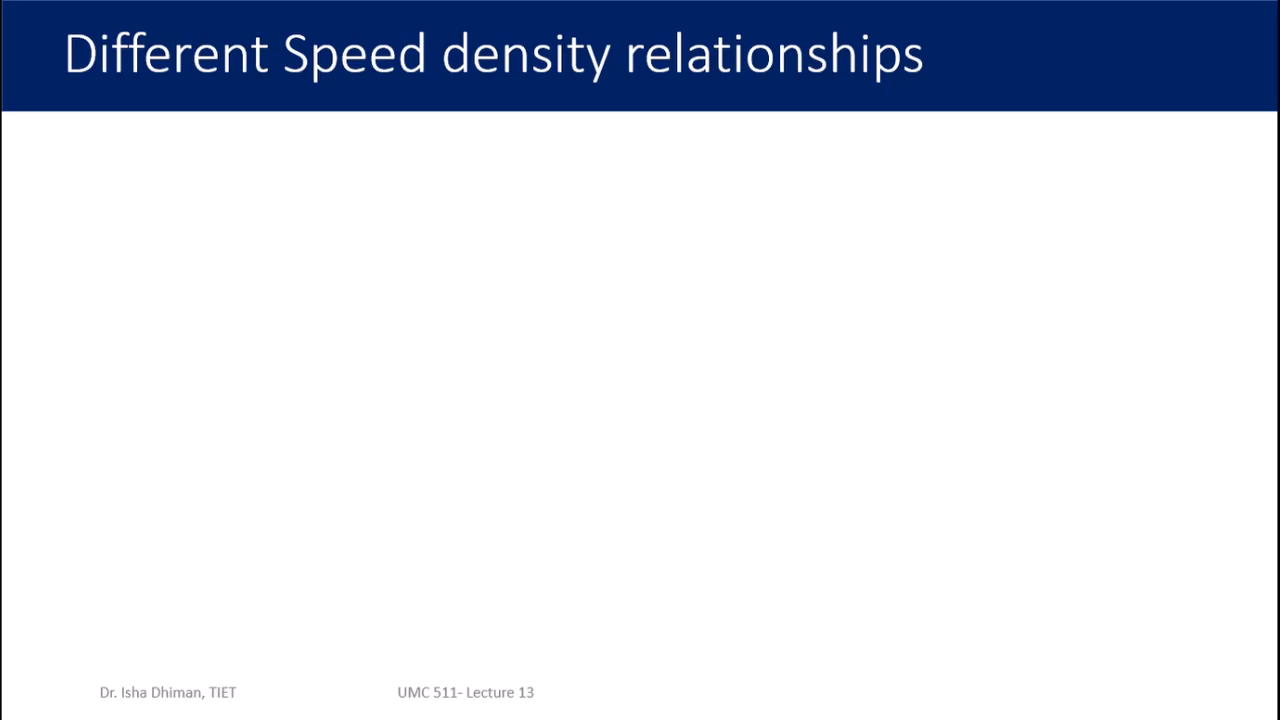 Different Speed density relationships
Dr. Isha Dhiman, TIET
UMC 511- Lecture 13